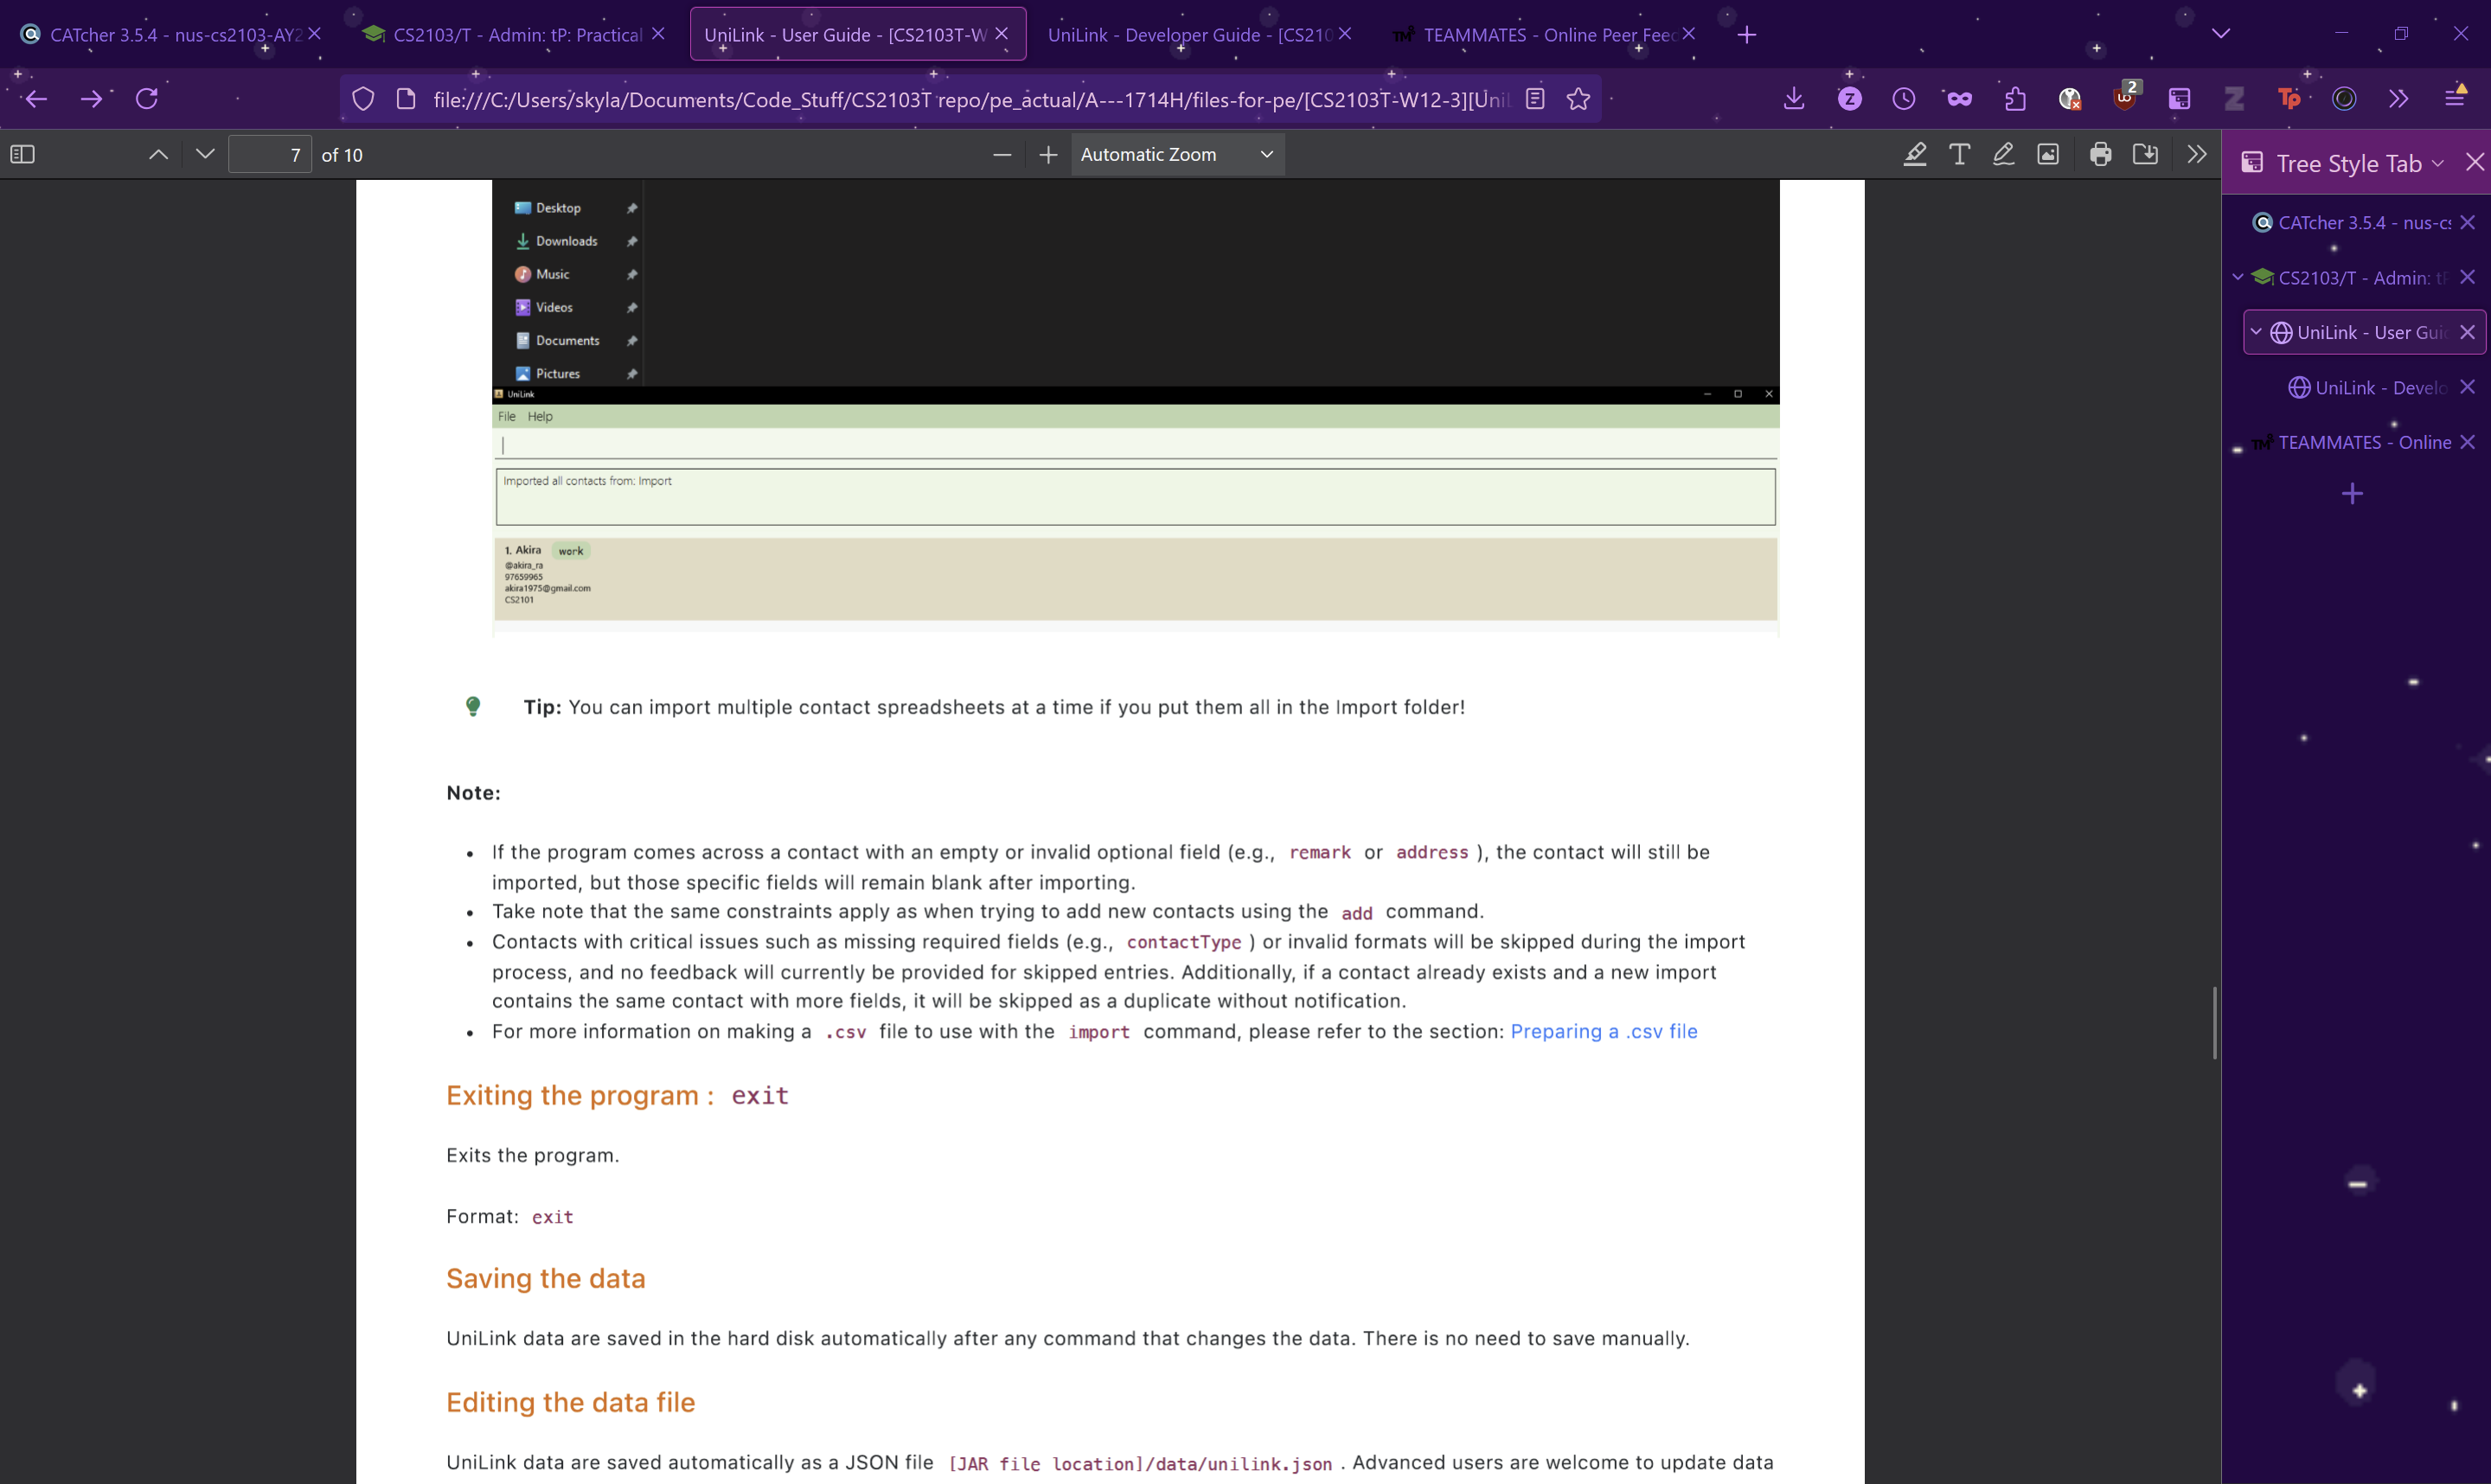 CATcher 3.5.4 - nus-cs2103-AY2
CS2103/T - Admin: tP: Practical
UniLink - User Guide - [CS2103T-W
UniLink - Developer Guide - [CS210
TEAMMATES - Online Peer Feed
file:///C:/Users/skyla/Documents/Code_Stuff/CS2103T repo/pe_actual/A---1714H/files-for-pe/[CS2103T-W12-3][Unil
2
7 of 10
Automatic Zoom
Tree Style Tab
CATcher 3.5.4 - nus-cs
CS2103/T - Admin: tP
UniLink - User Guid
UniLink - Develo
TEAMMATES - Online
Desktop
Downloads
Music
Videos
Documents
Pictures
UniLink
File Help
Imported all contacts from: Import
1. Akira work
@akira_ra
97659965
akira1975@gmail.com
CS2101
Tip: You can import multiple contact spreadsheets at a time if you put them all in the Import folder!
Note:
• If the program comes across a contact with an empty or invalid optional field (e.g., remark or address ), the contact will still be
imported, but those specific fields will remain blank after importing.
• Take note that the same constraints apply as when trying to add new contacts using the add command.
• Contacts with critical issues such as missing required fields (e.g., contactType ) or invalid formats will be skipped during the import
process, and no feedback will currently be provided for skipped entries. Additionally, if a contact already exists and a new import
contains the same contact with more fields, it will be skipped as a duplicate without notification.
• For more information on making a .csv file to use with the import command, please refer to the section: Preparing a .csv file
Exiting the program : exit
Exits the program.
Format: exit
Saving the data
UniLink data are saved in the hard disk automatically after any command that changes the data. There is no need to save manually.
Editing the data file
UniLink data are saved automatically as a JSON file [JAR file location]/data/unilink.json . Advanced users are welcome to update data